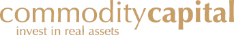 commoditycapital
invest in real assets